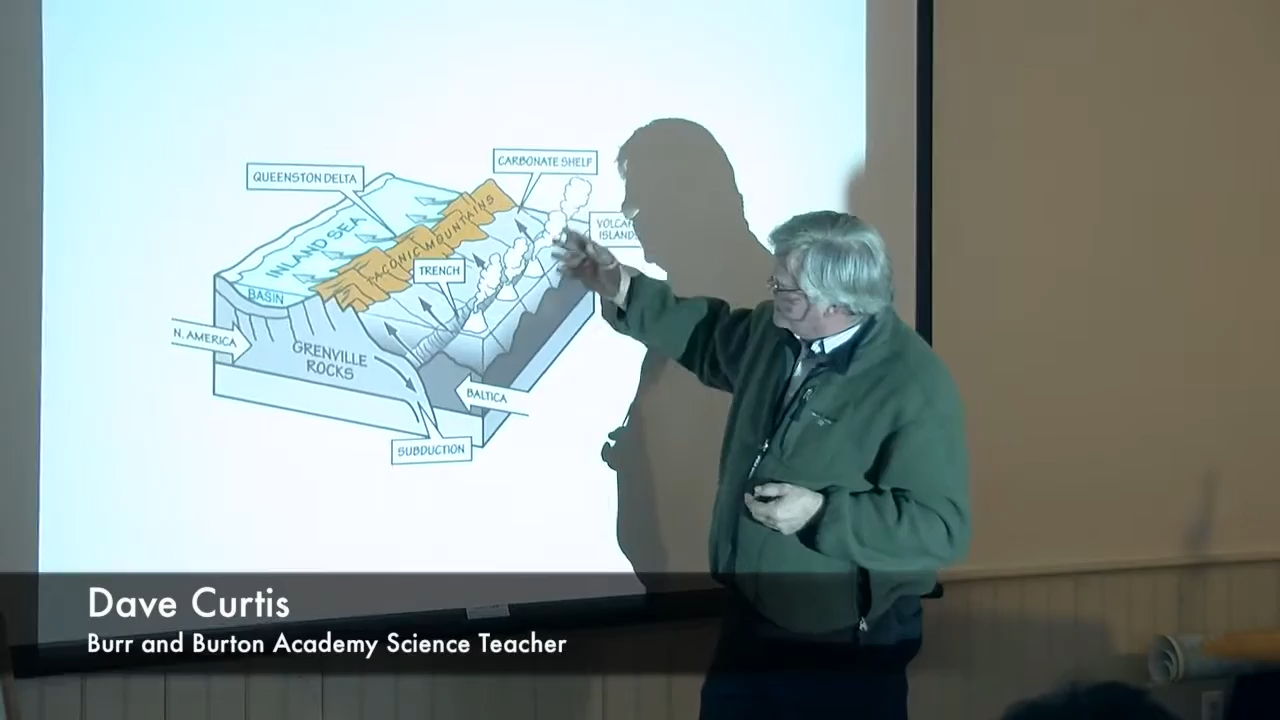 CARBONATE SHELF
QUEENSTON DELTA
INLAND SEA
TACONIC MOUNTAINS
TRENCH
BASIN
N. AMERICA
GRENVILLE
ROCKS
BALTICA
SUBDUCTION
Dave Curtis
Burr and Burton Academy Science Teacher